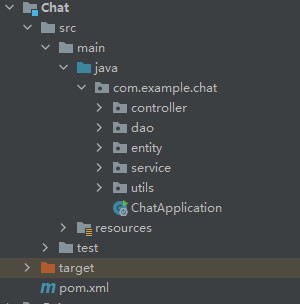 Chat
src
main
java
com.example.chat
controller
dao
entity
service
utils
ChatApplication
resources
test
target
pom.xml